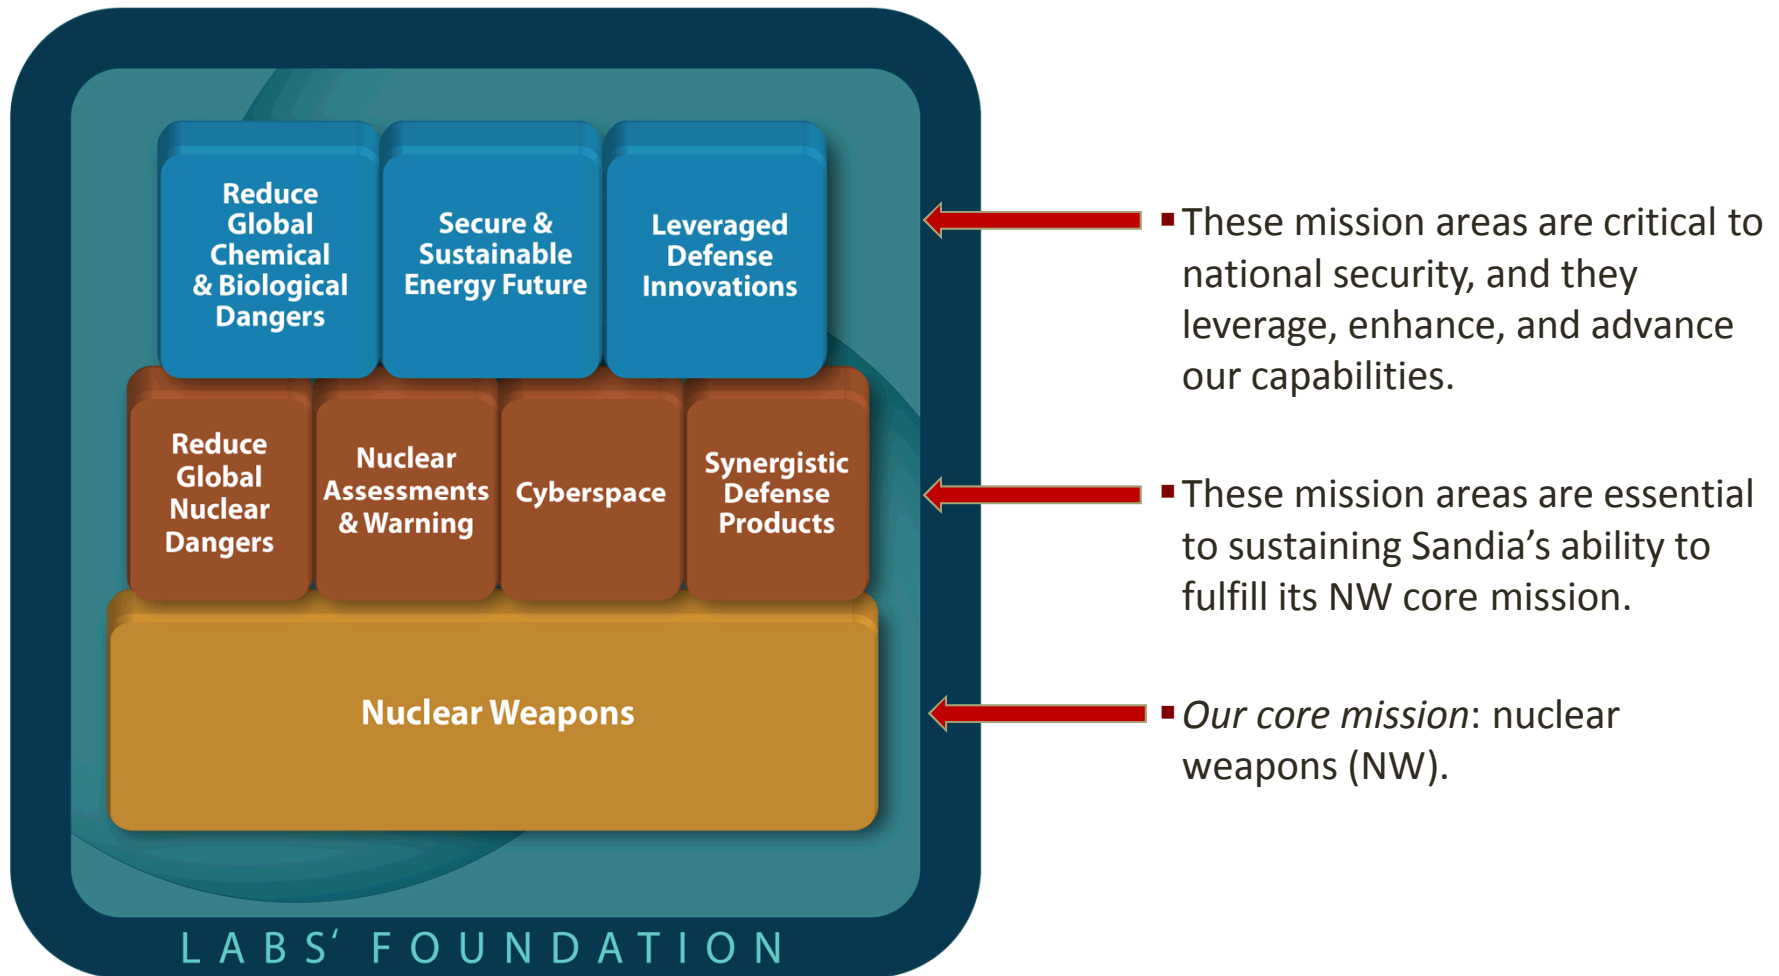 Reduce
Global
Chemical
& Biological
Dangers
Secure &
Sustainable
Energy Future
Leveraged
Defense
Innovations
▪These mission areas are critical to
national security, and they
leverage, enhance, and advance
our capabilities.
Reduce
Global
Nuclear
Dangers
Nuclear
Assessments
& Warning
Cyberspace
Synergistic
Defense
Products
▪These mission areas are essential
to sustaining Sandia’s ability to
fulfill its NW core mission.
Nuclear Weapons
▪Our core mission: nuclear
weapons (NW).
LABS‘ FOUNDATION